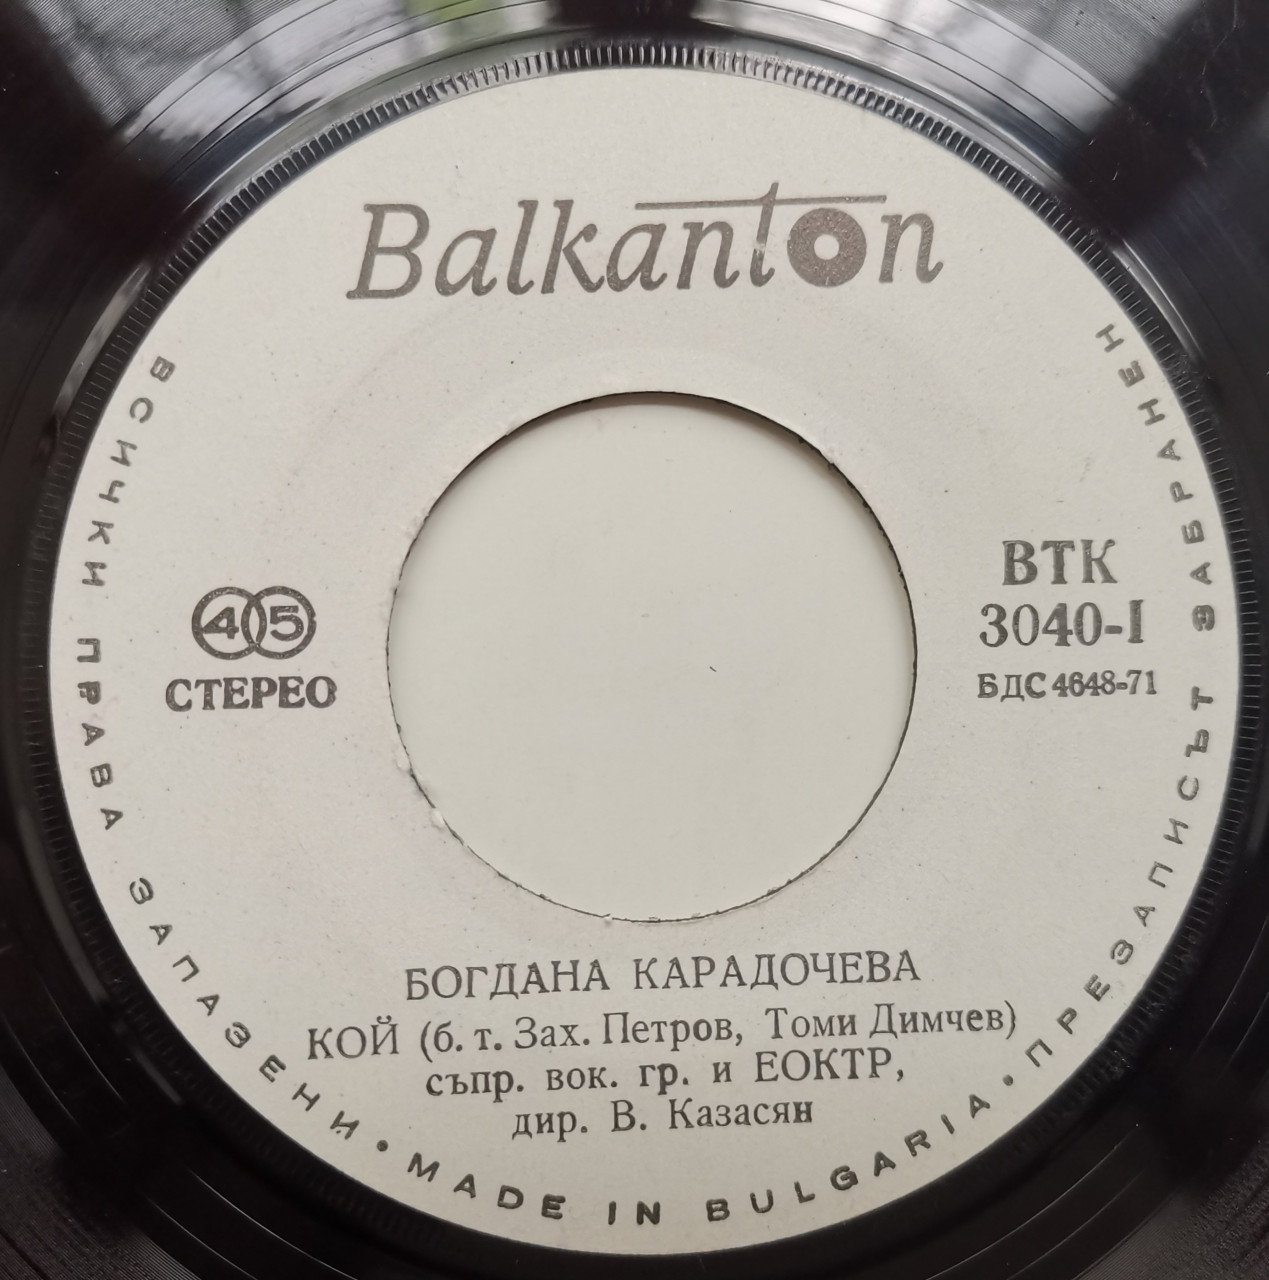 Balkanton
45
СТЕРЕО
ВТК
3040-I
БДС 4648-71
БОГДАНА КАРАДОЧЕВА
КОЙ (б. т. Зах. Петров, Томи Димчев)
съпр. вок. гр. и ЕОКТР,
дир. В. Казасян
ВСИЧКИ ПРАВА ЗАПАЗЕНИ • MADE IN BULGARIA • ПРЕЗАПИСЪТ ЗАБРАНЕН